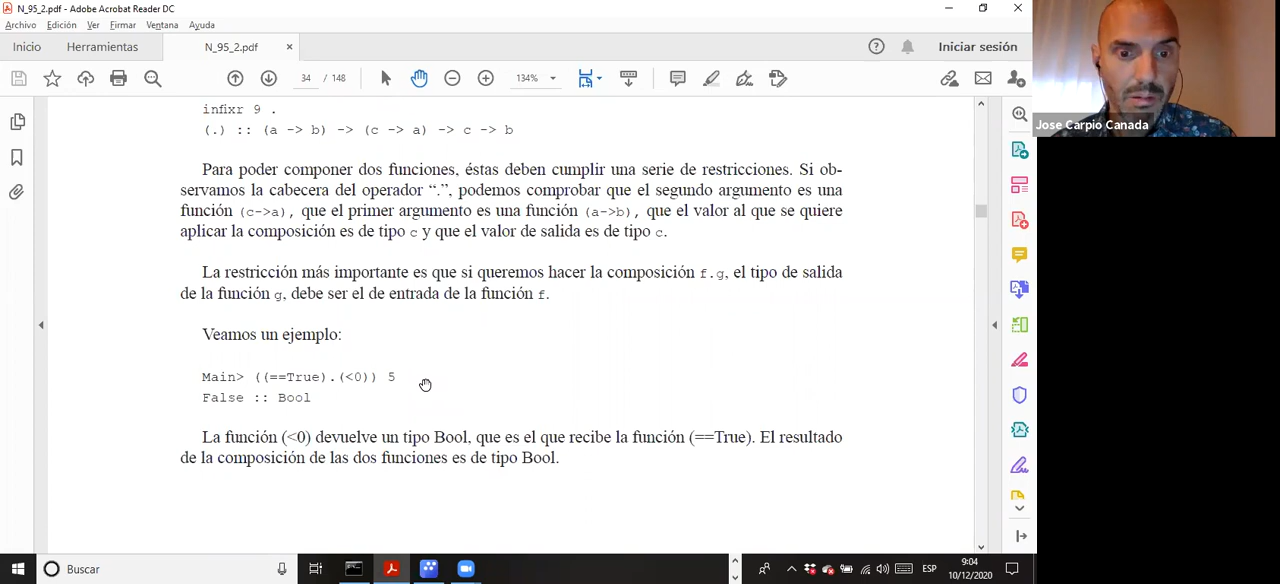 N_95_2.pdf - Adobe Acrobat Reader DC
Archivo Edición Ver Firmar Ventana Ayuda
Inicio Herramientas N_95_2.pdf × Iniciar sesión
34 / 148 134%
infixr 9 .
(.) :: (a -> b) -> (c -> a) -> c -> b
Para poder componer dos funciones, éstas deben cumplir una serie de restricciones. Si ob-
servamos la cabecera del operador “.”, podemos comprobar que el segundo argumento es una
función (c->a), que el primer argumento es una función (a->b), que el valor al que se quiere
aplicar la composición es de tipo c y que el valor de salida es de tipo c.
La restricción más importante es que si queremos hacer la composición f.g, el tipo de salida
de la función g, debe ser el de entrada de la función f.
Veamos un ejemplo:
Main> ((==True).(<0)) 5
False :: Bool
La función (<0) devuelve un tipo Bool, que es el que recibe la función (==True). El resultado
de la composición de las dos funciones es de tipo Bool.
Jose Carpio Canada
Buscar
ESP
9:04
10/12/2020